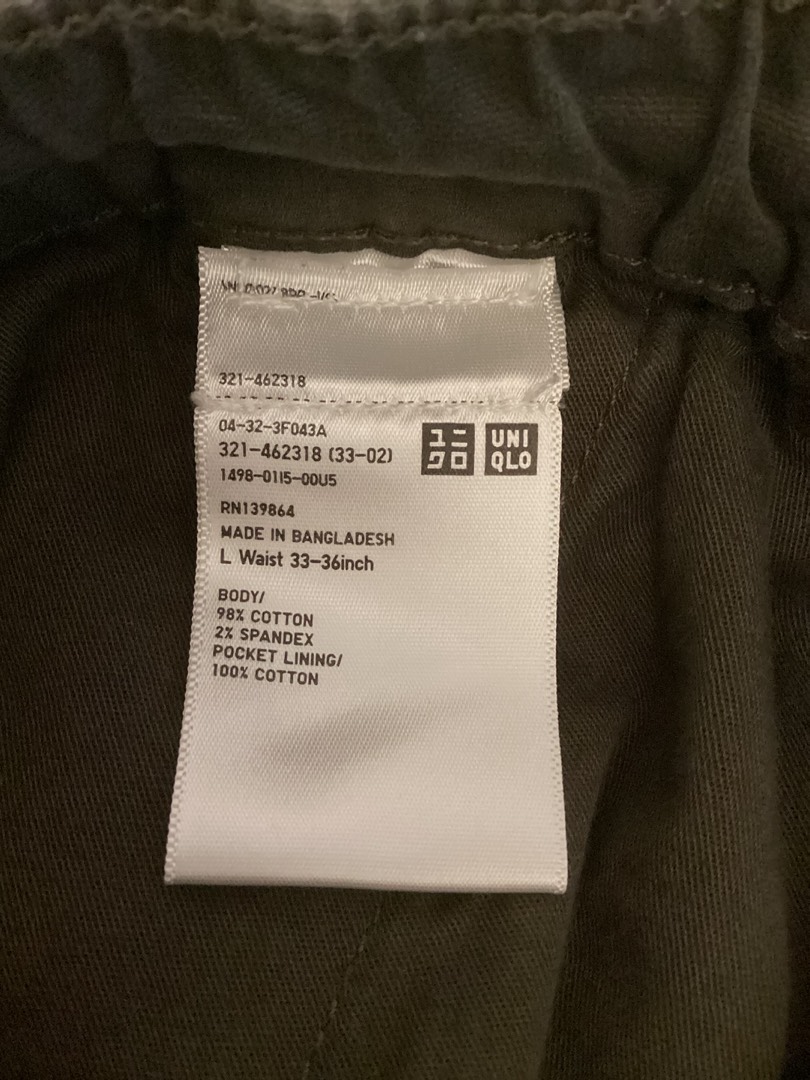 321-462318
04-32-3F043A
321-462318 (33-02)
1498-0115-00U5
ユニ
クロ
UNI
QLO
RN139864
MADE IN BANGLADESH
L Waist 33-36inch
BODY/
98% COTTON
2% SPANDEX
POCKET LINING/
100% COTTON